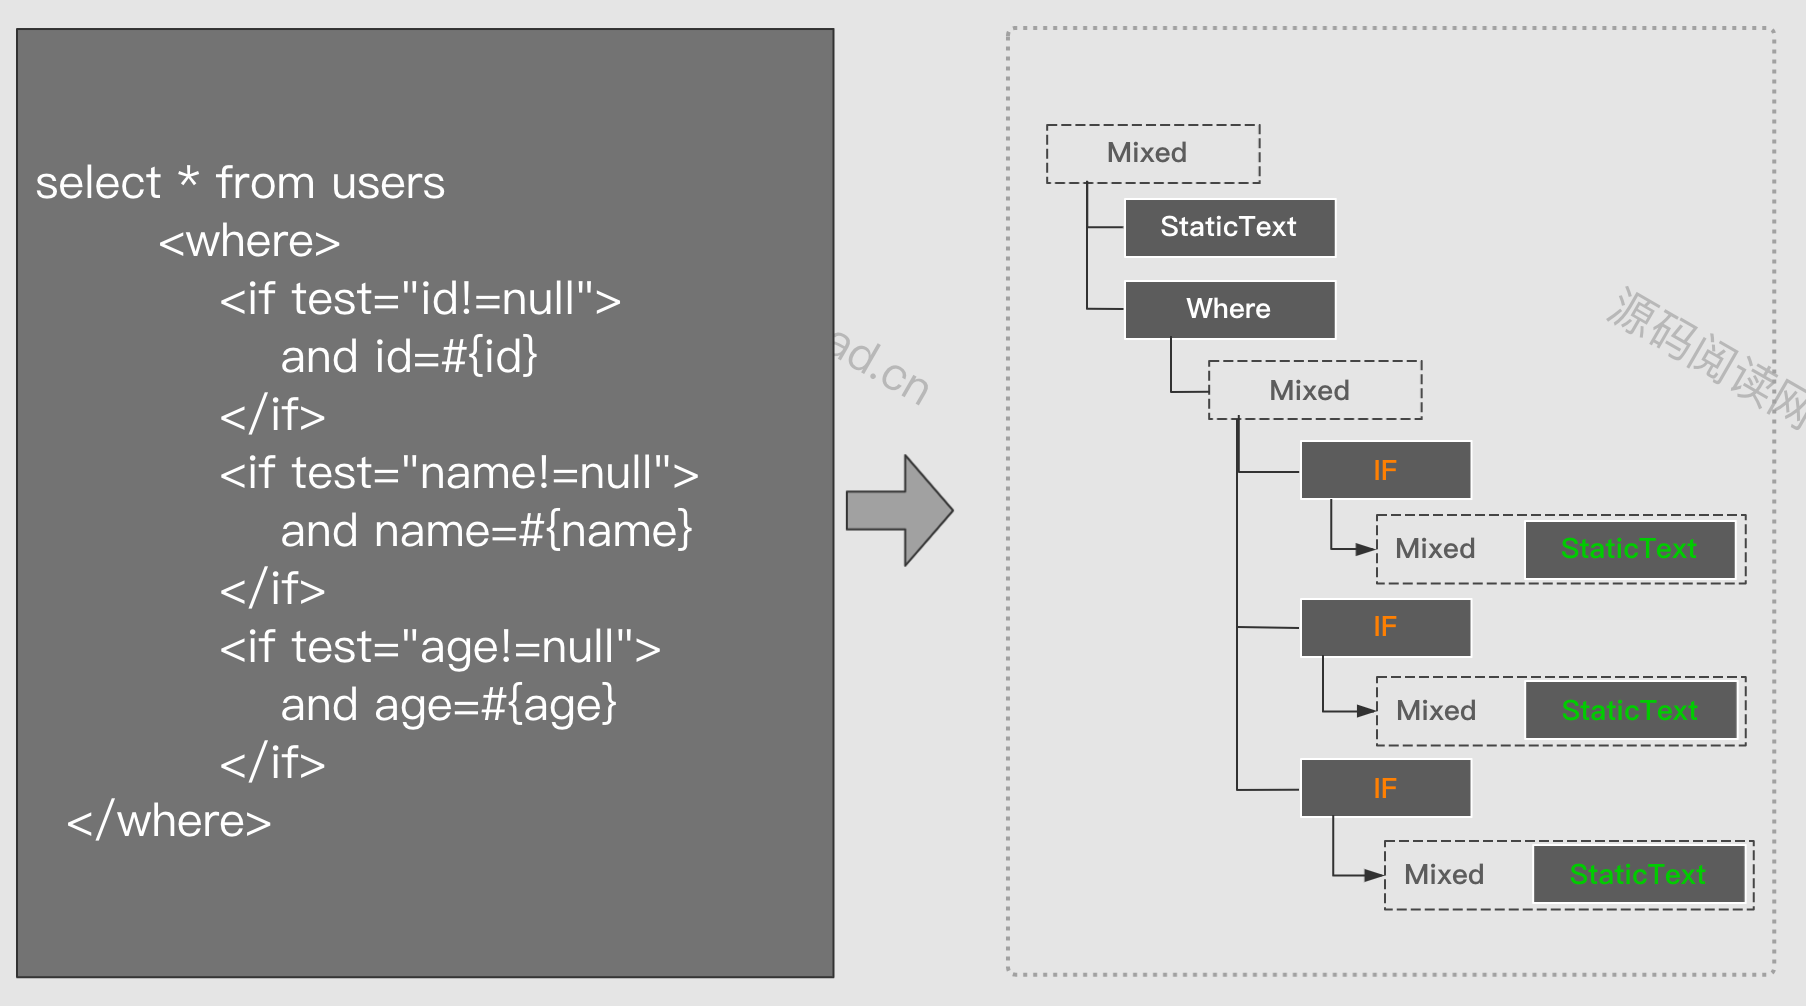 select * from users
<where>
<if test="id!=null">
and id=#{id}
</if>
<if test="name!=null">
and name=#{name}
</if>
<if test="age!=null">
and age=#{age}
</if>
</where>
Mixed
StaticText
Where
Mixed
IF
Mixed StaticText
IF
Mixed StaticText
IF
Mixed StaticText
ad.cn
源码阅读网